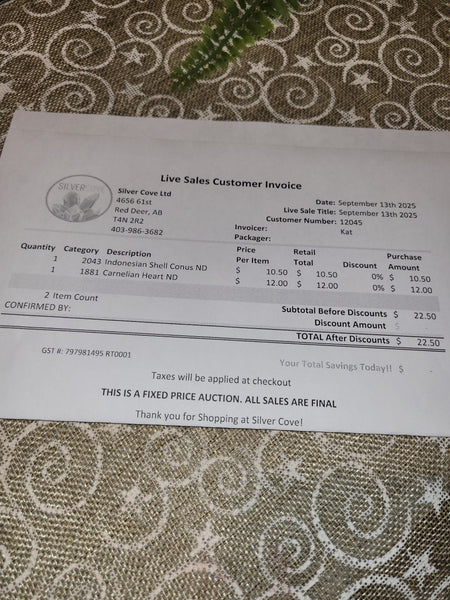 Live Sales Customer Invoice
SILVER COVE
Silver Cove Ltd
4656 61st
Red Deer, AB
T4N 2R2
403-986-3682
Date: September 13th 2025
Live Sale Title: September 13th 2025
Customer Number: 12045
Invoicer: Kat
Packager:
Quantity Category Description Price Per Item Retail Total Discount Purchase Amount
1 2043 Indonesian Shell Conus ND $ 10.50 $ 10.50 0% $ 10.50
1 1881 Carnelian Heart ND $ 12.00 $ 12.00 0% $ 12.00
2 Item Count
Subtotal Before Discounts $ 22.50
CONFIRMED BY:
Discount Amount $ -
TOTAL After Discounts $ 22.50
GST #: 797981495 RT0001
Your Total Savings Today!! $ -
Taxes will be applied at checkout
THIS IS A FIXED PRICE AUCTION. ALL SALES ARE FINAL
Thank you for Shopping at Silver Cove!